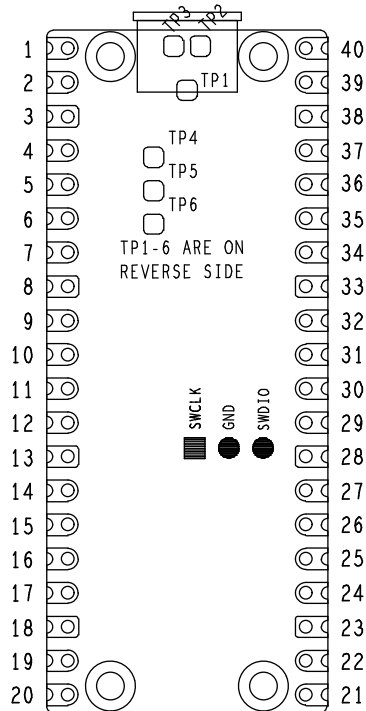 TP3 TP2
1 40
TP1
2 39
3 38
TP4
4 37
TP5
5 36
TP6
6 35
TP1-6 ARE ON
7 34
REVERSE SIDE
8 33
9 32
10 31
11 30
SWCLK GND SWDIO
12 29
13 28
14 27
15 26
16 25
17 24
18 23
19 22
20 21